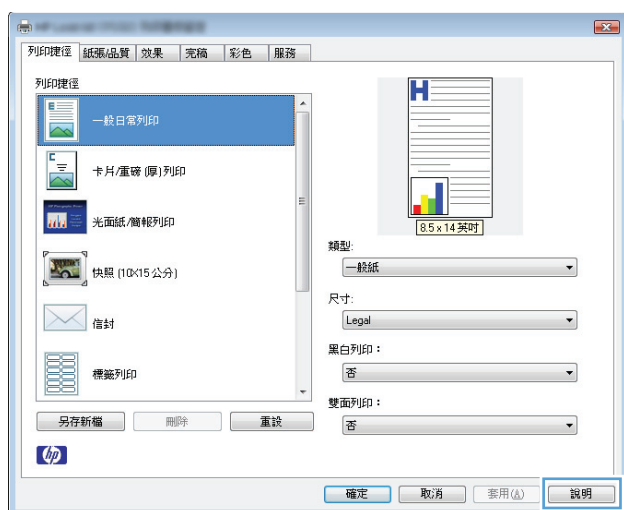 列印捷徑
紙張/品質
效果
完稿
彩色
服務
列印捷徑
一般日常列印
卡片/重磅 (厚)列印
光面紙/簡報列印
快照 (10X15 公分)
信封
標籤列印
另存新檔
刪除
重設
8.5 x 14 英吋
類型:
一般紙
尺寸:
Legal
黑白列印：
否
雙面列印：
否
hp
確定
取消
套用(A)
說明